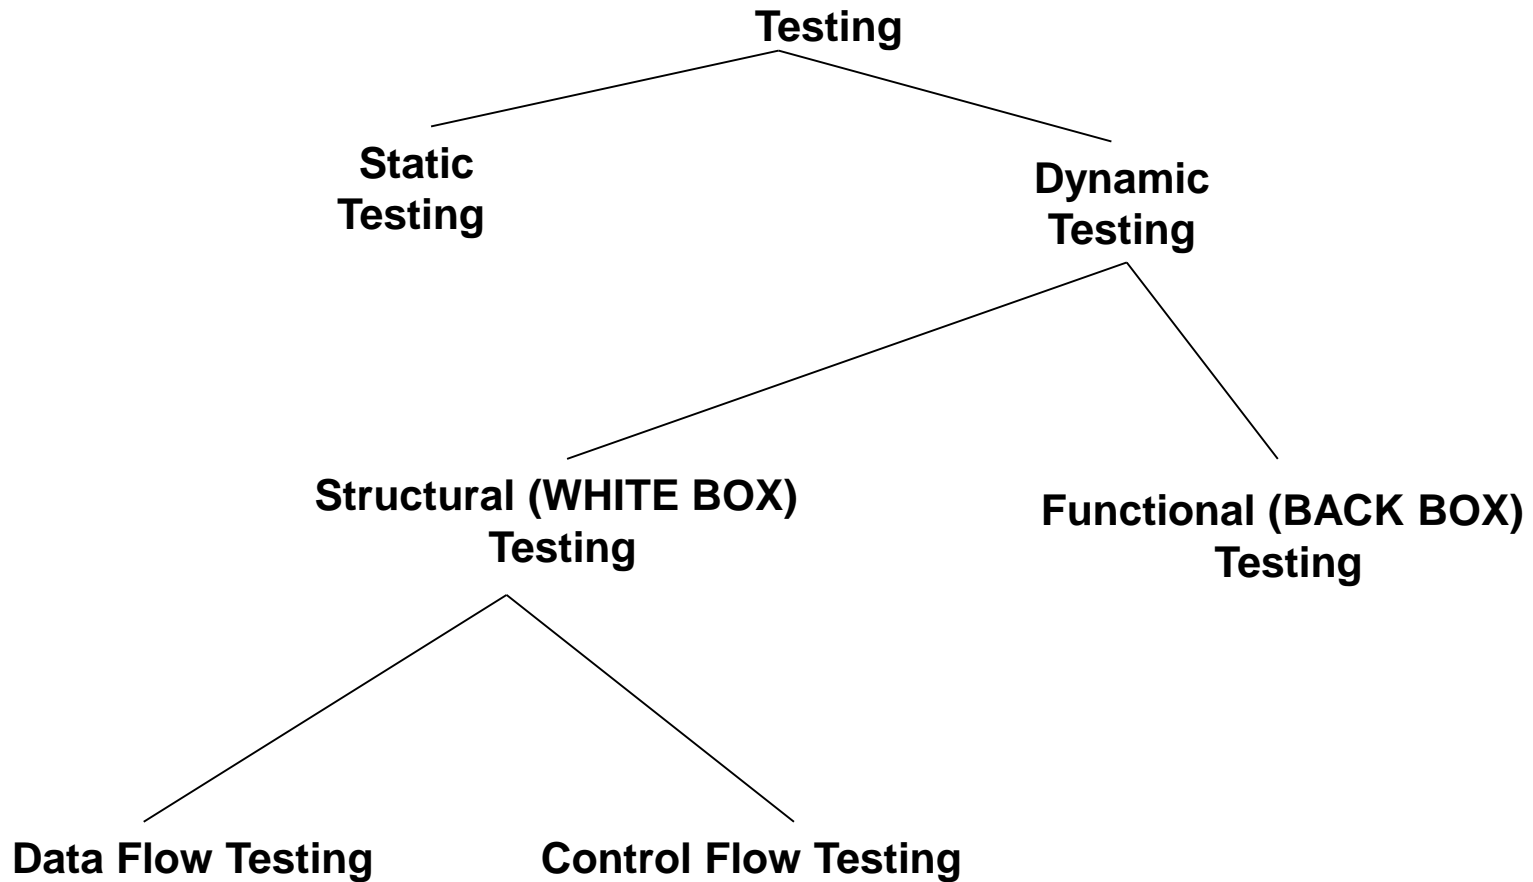 Testing
Static
Testing
Dynamic
Testing
Structural (WHITE BOX)
Testing
Functional (BACK BOX)
Testing
Data Flow Testing
Control Flow Testing